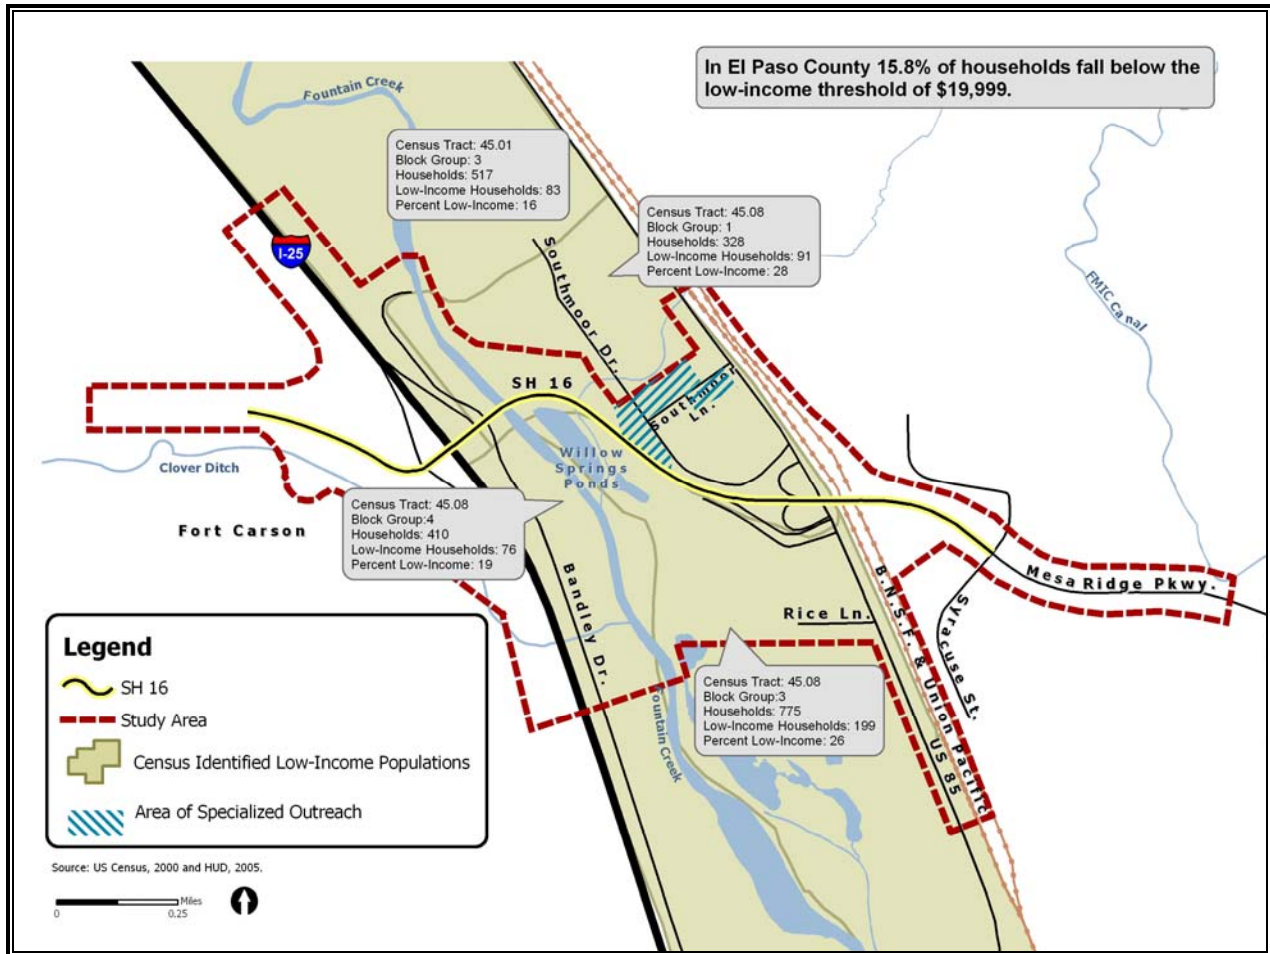 In El Paso County 15.8% of households fall below the
low-income threshold of $19,999.
Fountain Creek
Census Tract: 45.01
Block Group: 3
Households: 517
Low-Income Households: 83
Percent Low-Income: 16
Census Tract: 45.08
Block Group: 1
Households: 328
Low-Income Households: 91
Percent Low-Income: 28
I-25
Southmoor Dr.
FMIC Canal
SH 16
Southmoor
Ln.
Willow
Springs
Ponds
Clover Ditch
Fort Carson
Census Tract: 45.08
Block Group:4
Households: 410
Low-Income Households: 76
Percent Low-Income: 19
Bandley Dr.
Rice Ln.
B.N.S.F. & Union Pacific
Mesa Ridge Pkwy.
Syracuse St.
US 85
Fountain Creek
Census Tract: 45.08
Block Group:3
Households: 775
Low-Income Households: 199
Percent Low-Income: 26
Legend
SH 16
Study Area
Census Identified Low-Income Populations
Area of Specialized Outreach
Source: US Census, 2000 and HUD, 2005.
Miles
0 0.25